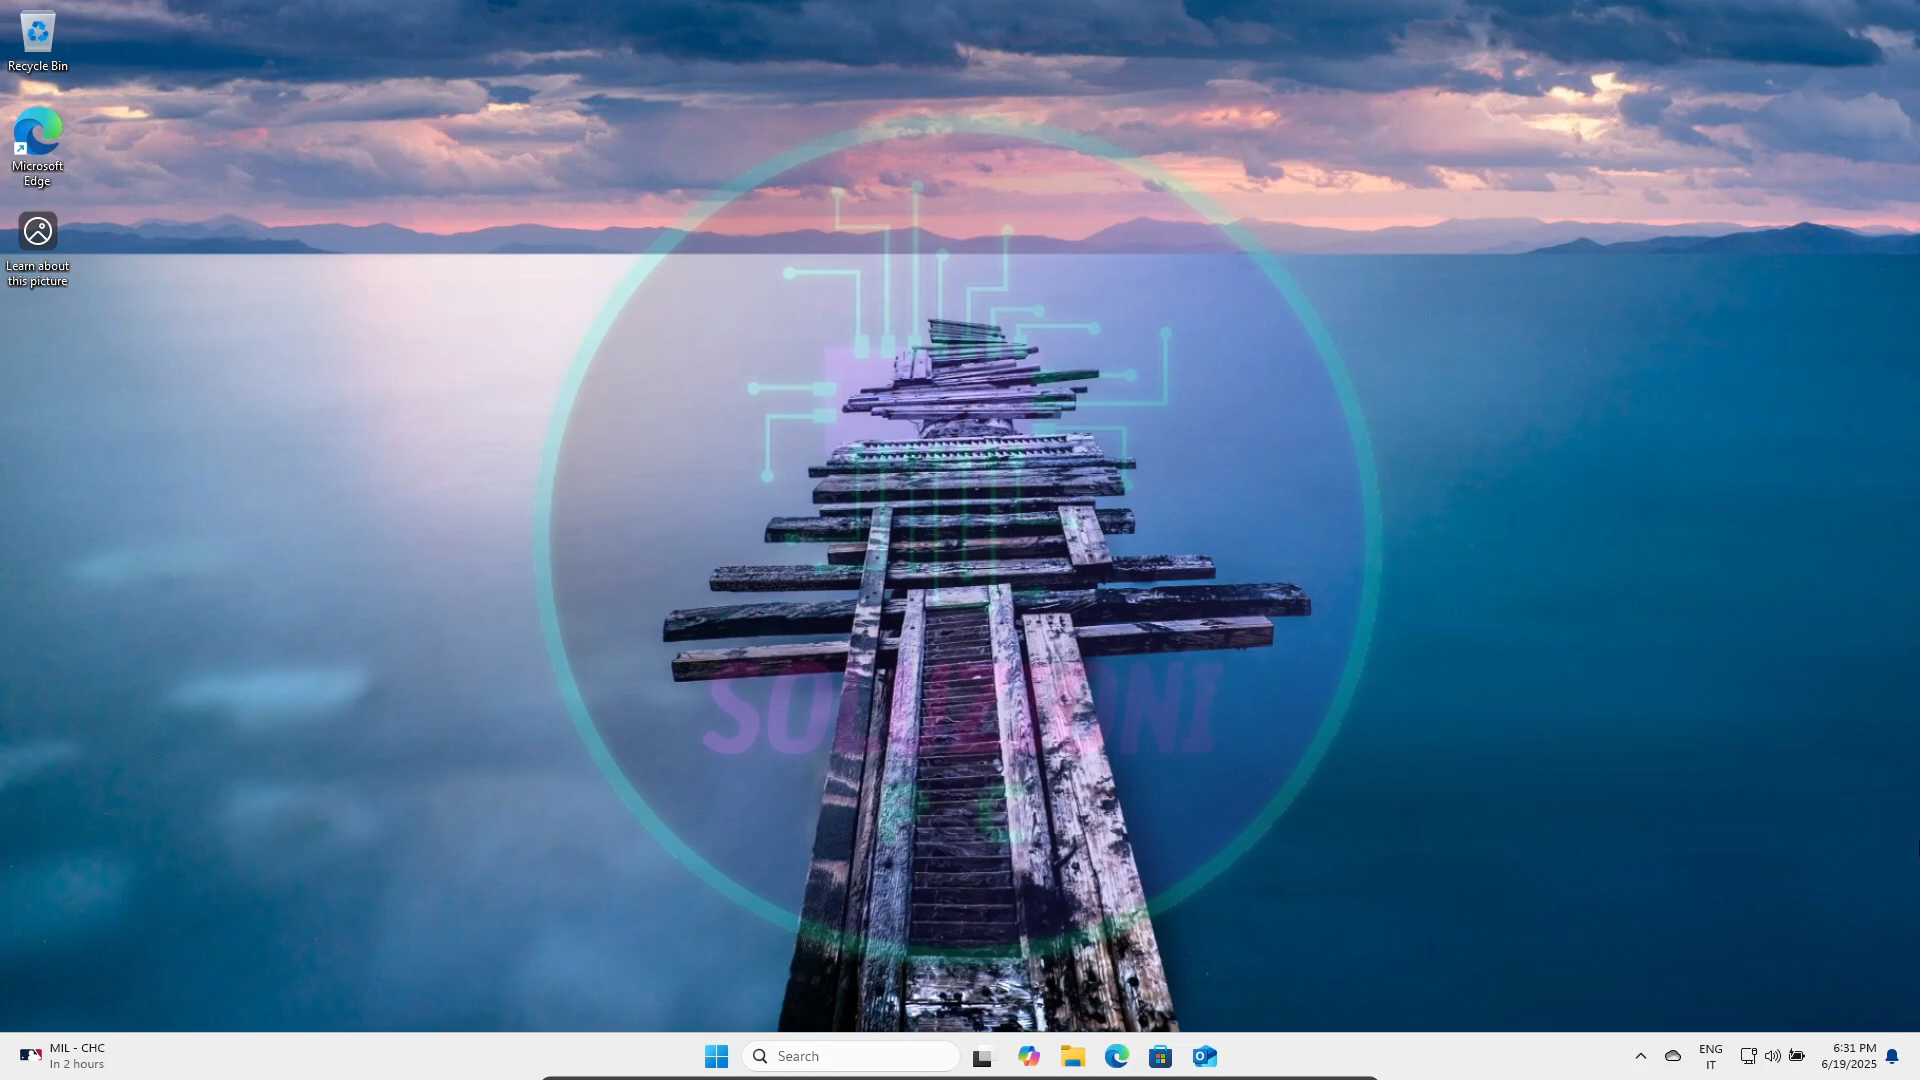 Recycle Bin
Microsoft
Edge
Learn about
this picture
SOLUZIONI
MIL - CHC
In 2 hours
Search
ENG
IT
6:31 PM
6/19/2025